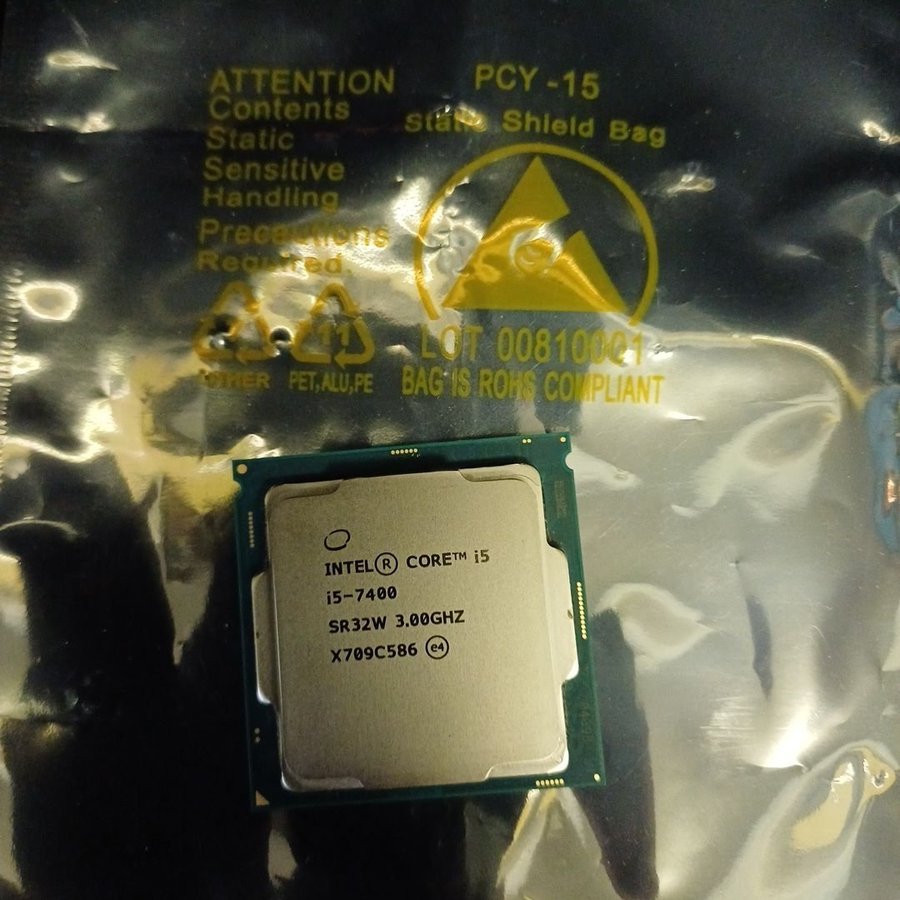 ATTENTION
Contents
Static
Sensitive
Handling
Precautions
Required.
PCY -15
Static Shield Bag
11
OTHER
PET,ALU,PE
LOT 00810001
BAG IS ROHS COMPLIANT
INTEL® CORE™ i5
i5-7400
SR32W 3.00GHZ
X709C586 e4